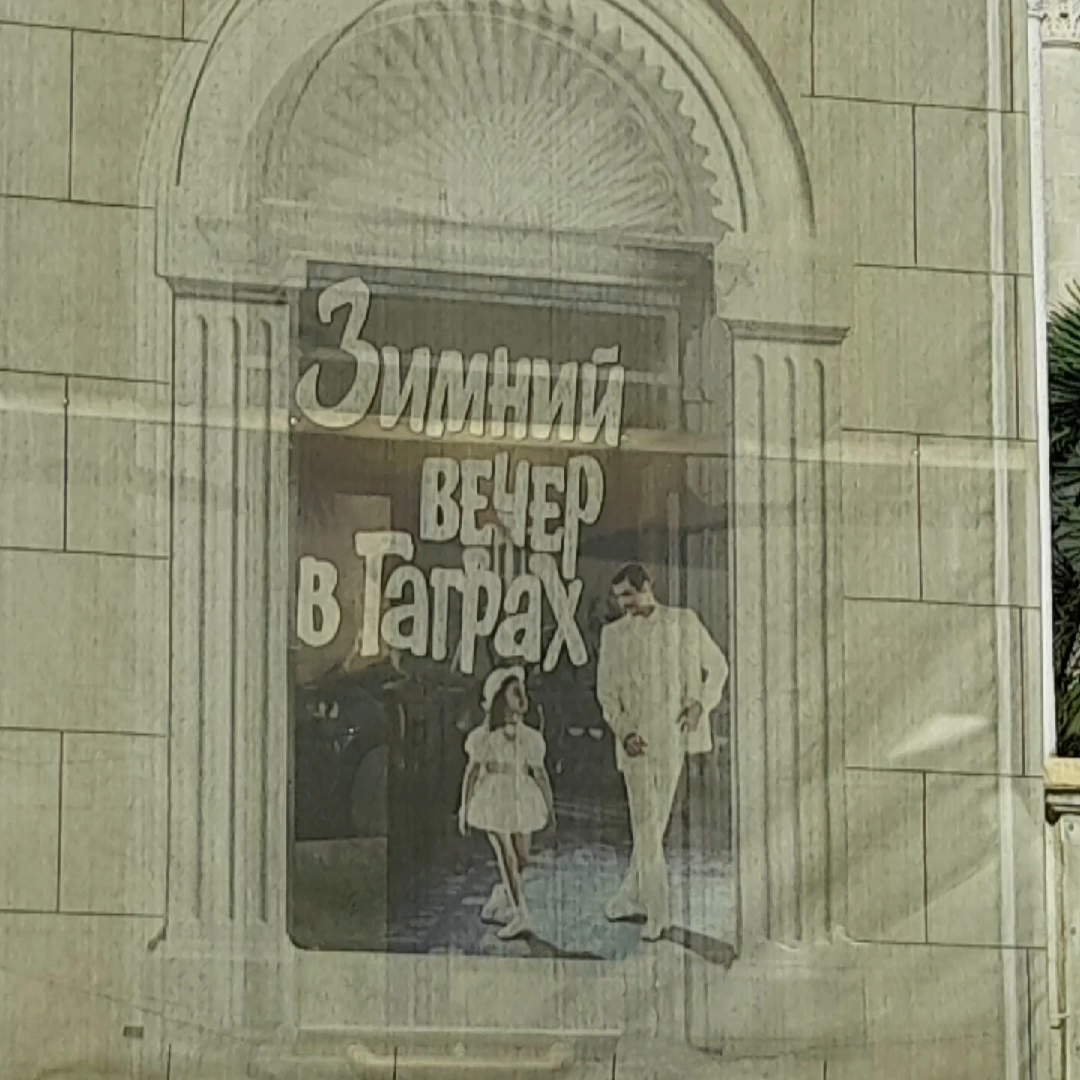 Зимний
вечер
в Гаграх